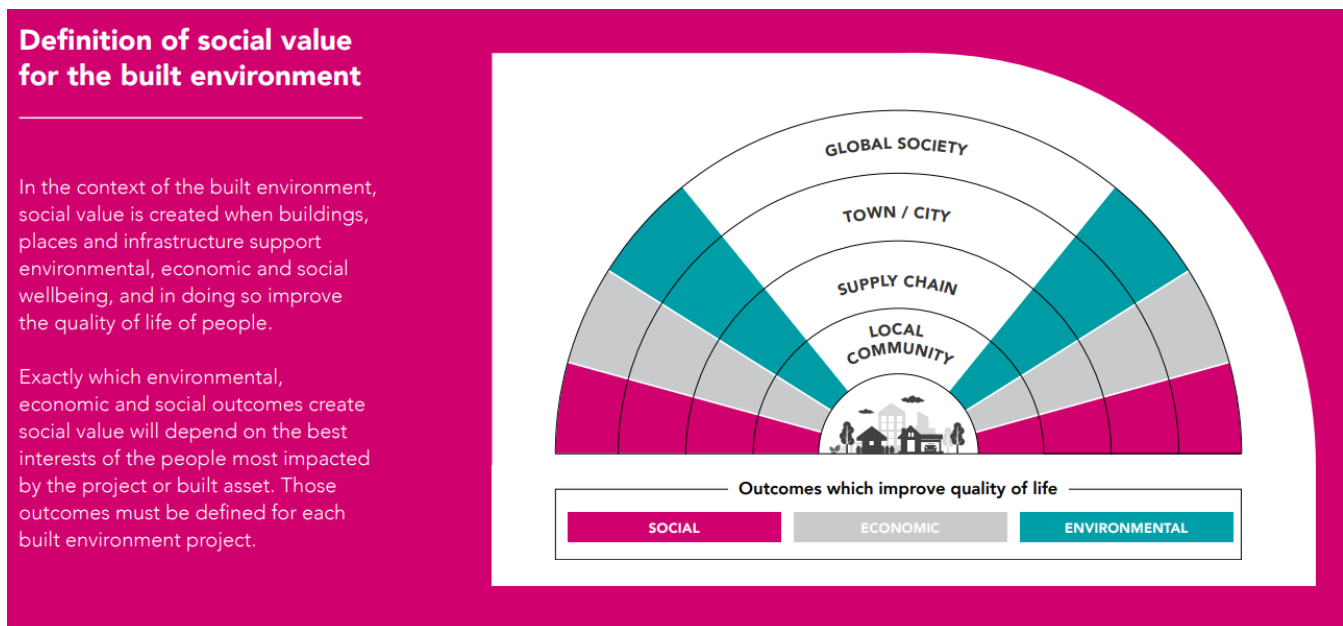 Definition of social value
for the built environment
In the context of the built environment,
social value is created when buildings,
places and infrastructure support
environmental, economic and social
wellbeing, and in doing so improve
the quality of life of people.
Exactly which environmental,
economic and social outcomes create
social value will depend on the best
interests of the people most impacted
by the project or built asset. Those
outcomes must be defined for each
built environment project.
GLOBAL SOCIETY
TOWN / CITY
SUPPLY CHAIN
LOCAL
COMMUNITY
Outcomes which improve quality of life
SOCIAL
ECONOMIC
ENVIRONMENTAL